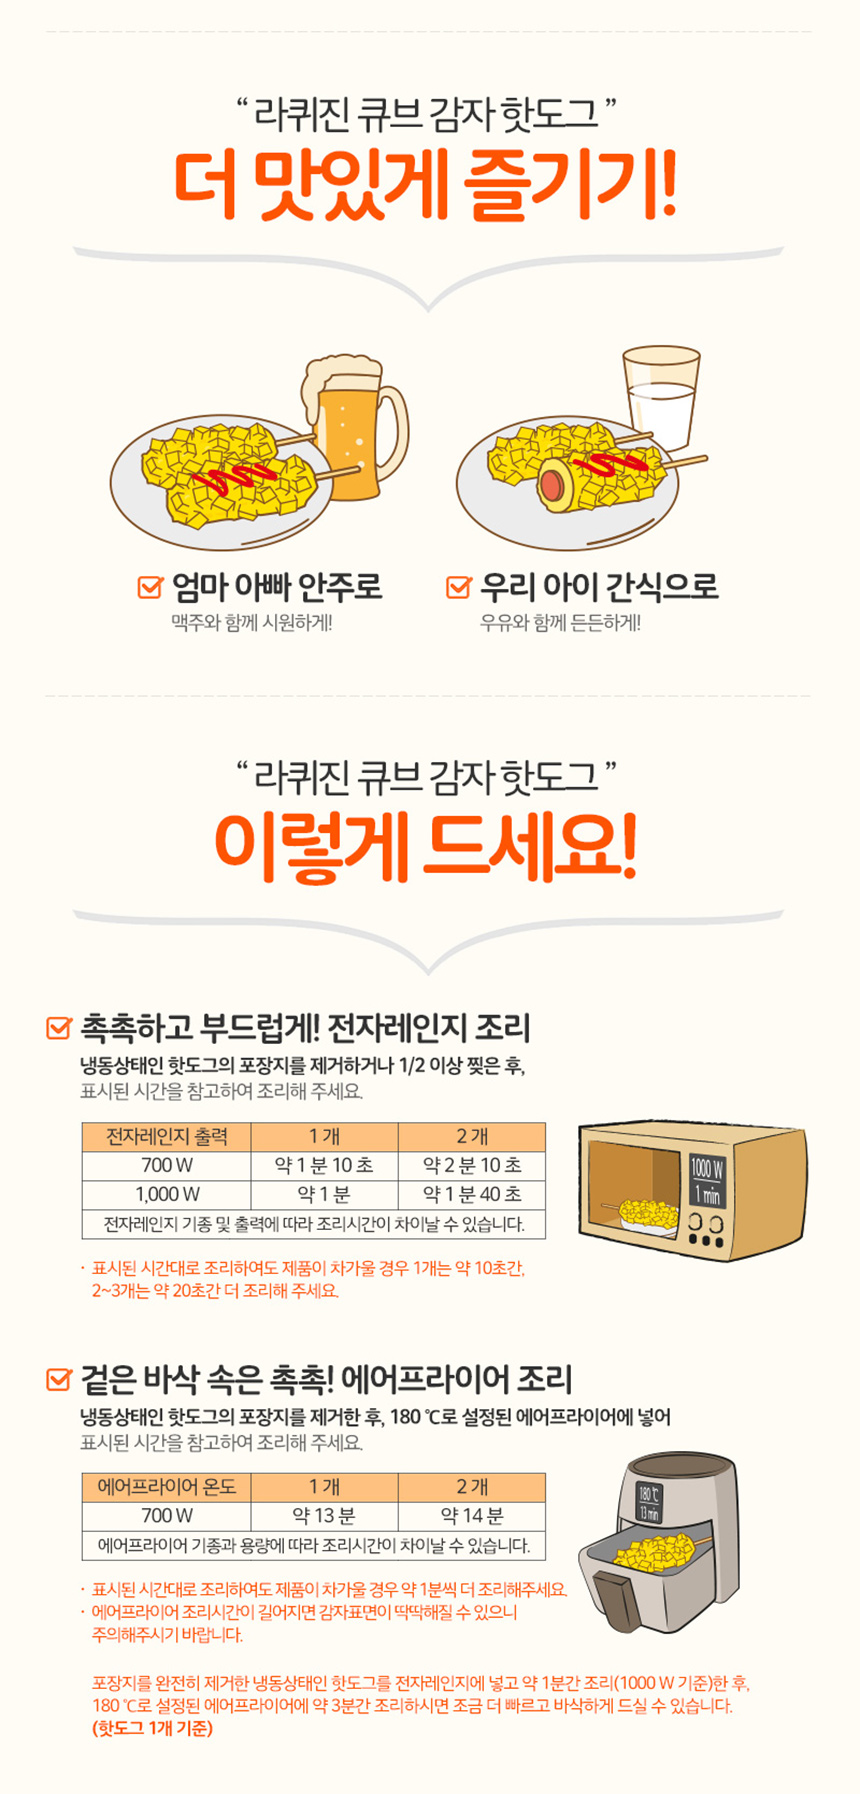 “ 라퀴진 큐브 감자 핫도그 ”
더 맛있게 즐기기!
엄마 아빠 안주로
맥주와 함께 시원하게!
우리 아이 간식으로
우유와 함께 든든하게!
“ 라퀴진 큐브 감자 핫도그 ”
이렇게 드세요!
촉촉하고 부드럽게! 전자레인지 조리
냉동상태인 핫도그의 포장지를 제거하거나 1/2 이상 찢은 후,
표시된 시간을 참고하여 조리해 주세요.
전자레인지 출력 1 개 2 개
700 W 약 1 분 10 초 약 2 분 10 초
1,000 W 약 1 분 약 1 분 40 초
전자레인지 기종 및 출력에 따라 조리시간이 차이날 수 있습니다.
1000 W
1 min
· 표시된 시간대로 조리하여도 제품이 차가울 경우 1개는 약 10초간,
2~3개는 약 20초간 더 조리해 주세요.
겉은 바삭 속은 촉촉! 에어프라이어 조리
냉동상태인 핫도그의 포장지를 제거한 후, 180 ℃로 설정된 에어프라이어에 넣어
표시된 시간을 참고하여 조리해 주세요.
에어프라이어 온도 1 개 2 개
700 W 약 13 분 약 14 분
에어프라이어 기종과 용량에 따라 조리시간이 차이날 수 있습니다.
180 ℃
13 min
· 표시된 시간대로 조리하여도 제품이 차가울 경우 약 1분씩 더 조리해주세요.
· 에어프라이어 조리시간이 길어지면 감자표면이 딱딱해질 수 있으니
주의해주시기 바랍니다.
포장지를 완전히 제거한 냉동상태인 핫도그를 전자레인지에 넣고 약 1분간 조리(1000 W 기준)한 후,
180 ℃로 설정된 에어프라이어에 약 3분간 조리하시면 조금 더 빠르고 바삭하게 드실 수 있습니다.
(핫도그 1개 기준)